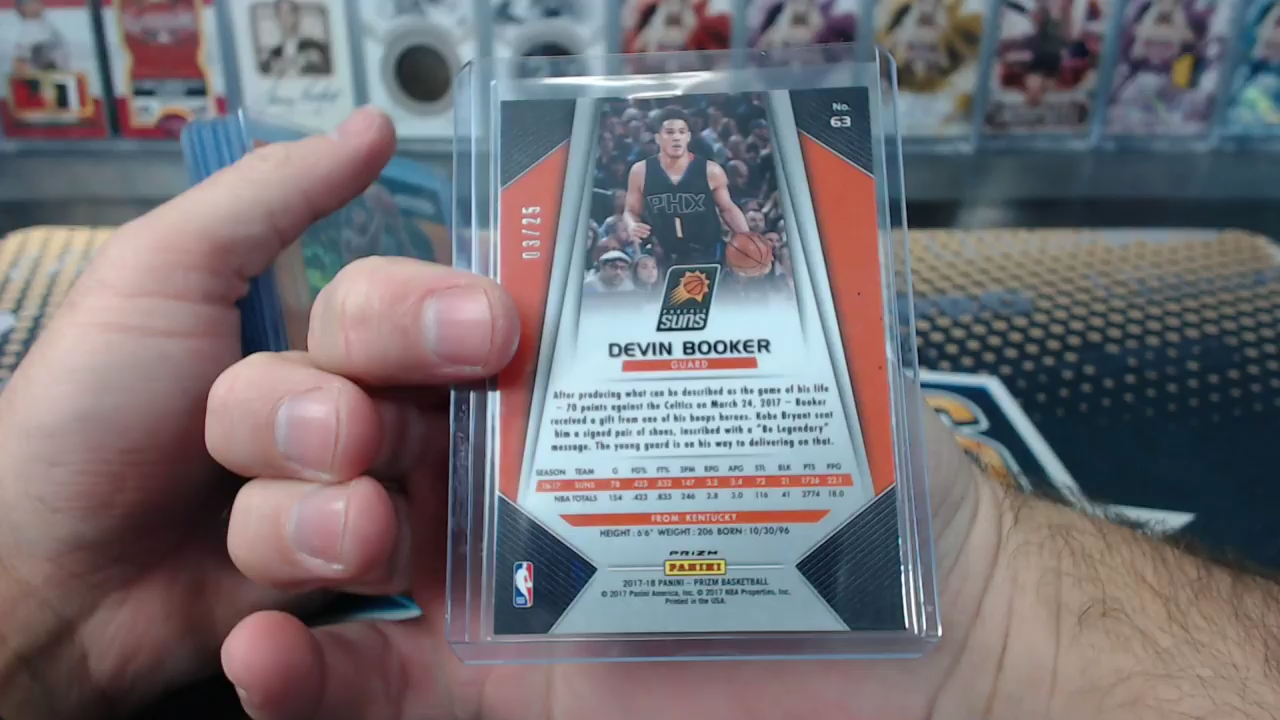 No.
63
03/25
PHX
1
PHOENIX
SUNS
DEVIN BOOKER
GUARD
After producing what can be described as the game of his life
– 70 points against the Celtics on March 24, 2017 – Booker
received a gift from one of his hoops heroes. Kobe Bryant sent
him a signed pair of shoes, inscribed with a "Be Legendary"
message. The young guard is on his way to delivering on that.
SEASON TEAM G FG% FT% 3PM RPG APG STL BLK PTS PPG
16-17 SUNS 78 .423 .832 147 3.2 3.4 72 21 1726 22.1
NBA TOTALS 154 .423 .835 246 2.8 3.0 116 41 2774 18.0
FROM: KENTUCKY
HEIGHT: 6'6" WEIGHT: 206 BORN: 10/30/96
PRIZM
PANINI
2017-18 PANINI – PRIZM BASKETBALL
© 2017 Panini America, Inc. © 2017 NBA Properties, Inc.
Printed in the USA.